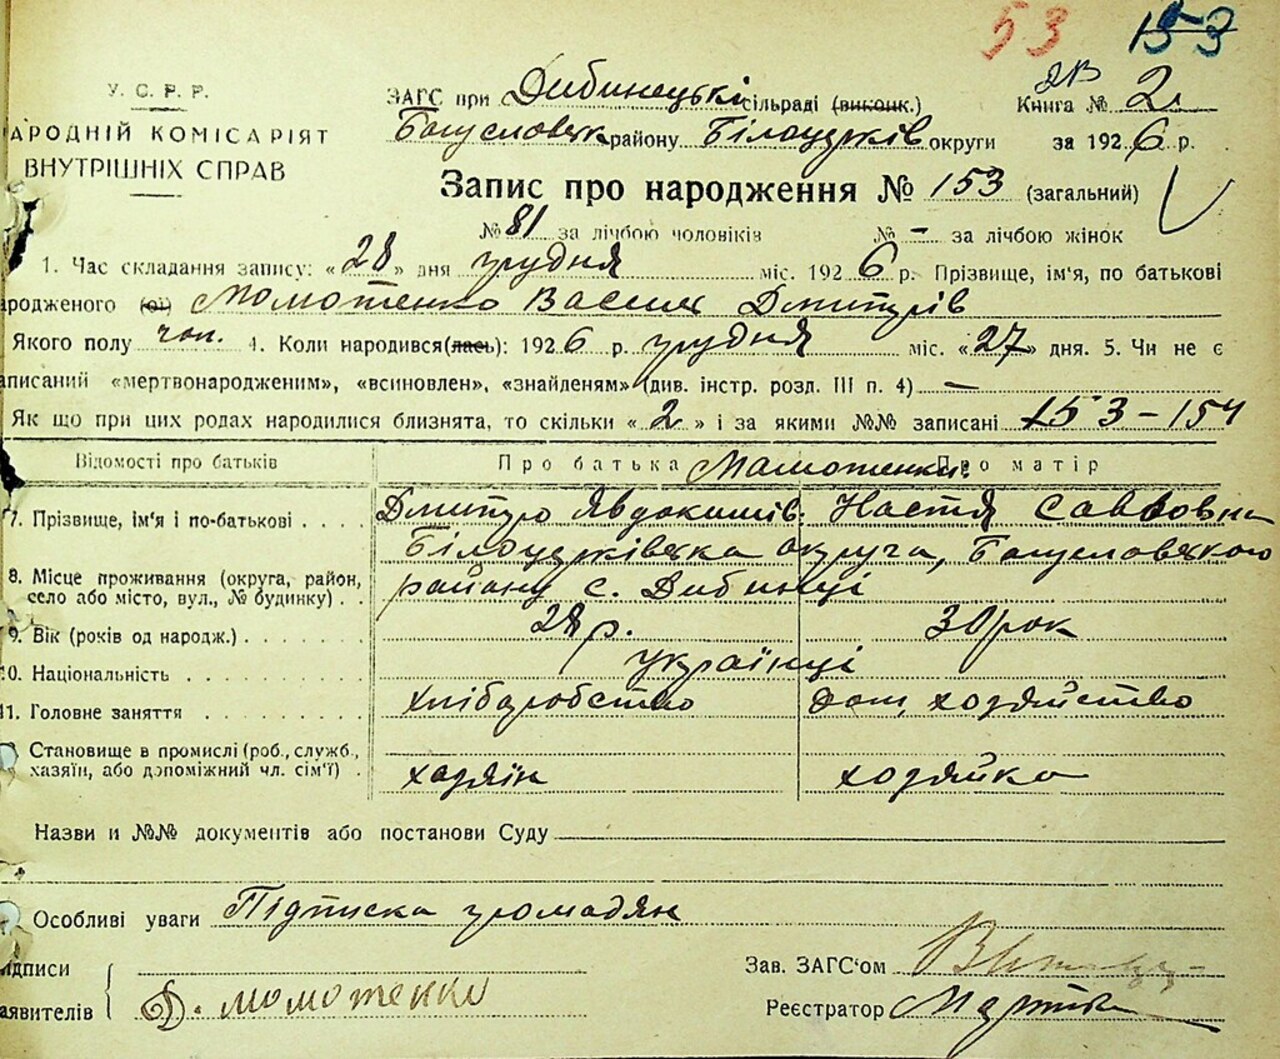 53 153
У. С. Р. Р.
АРОДНІЙ КОМІСАРІЯТ
ВНУТРІШНІХ СПРАВ
ЗАГС при Дибинецькі сільраді (викок.) Книга № 2
Богуславськ району Білоцерків округи за 1926 р.
Запис про народження № 153 (загальний)
№ 81 за лічбою чоловіків № – за лічбою жінок
1. Час складання запису: «28» дня грудня міс. 1926 р. Прізвище, ім'я, по батькові
ародженого (ої) Момотенко Василь Дмитрів
Якого полу чол. 4. Коли народився(лась): 1926 р. грудня міс. «27» дня. 5. Чи не є
аписаний «мертвонародженим», «всиновлен», «знайденям» (див. інстр. розд. III п. 4) —
Як що при цих родах народилися близнята, то скільки «2» і за якими №№ записані 153-154
Відомості про батьків Про батька Момотенки Про матір
7. Прізвище, ім'я і по-батькові Дмитро Явдокимів. Настя Савовна
8. Місце проживання (округа, район, село або місто, вул., № будинку) Білоцерківська округа, Богуславського
району с. Дибинці
9. Вік (років од народж.) 28 р. 30 рок
10. Національність українці
11. Головне заняття хліборобство дом, хозяйство
Становище в промислі (роб., служб.,
хазяїн, або допоміжний чл. сім'ї) хазяїн хозяйка
Назви и №№ документів або постанови Суду
Особливі уваги Підписка громадян
ідписи Зав. ЗАГС'ом
аявителів Д. момотенко Реєстратор